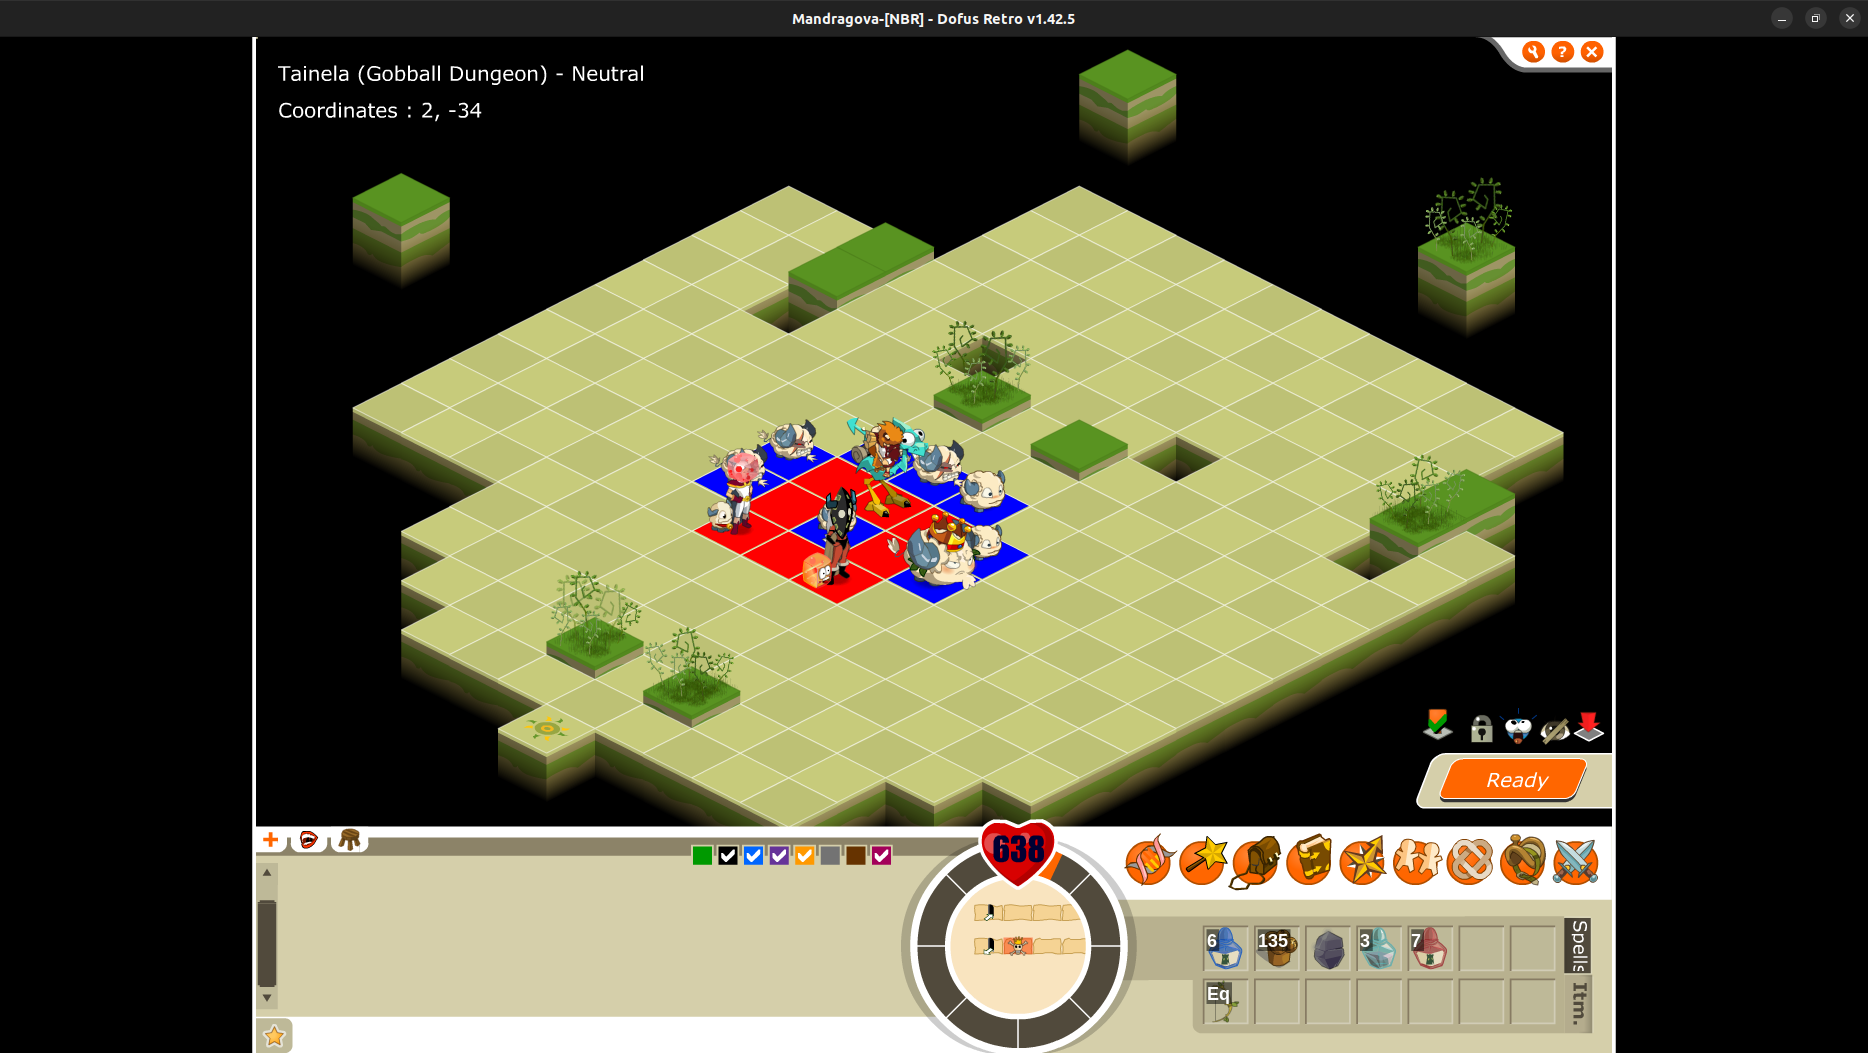 Mandragova-[NBR] - Dofus Retro v1.42.5
Tainela (Gobball Dungeon) - Neutral
Coordinates : 2, -34
Ready
638
6
135
3
7
Spells
Eq
Itm.